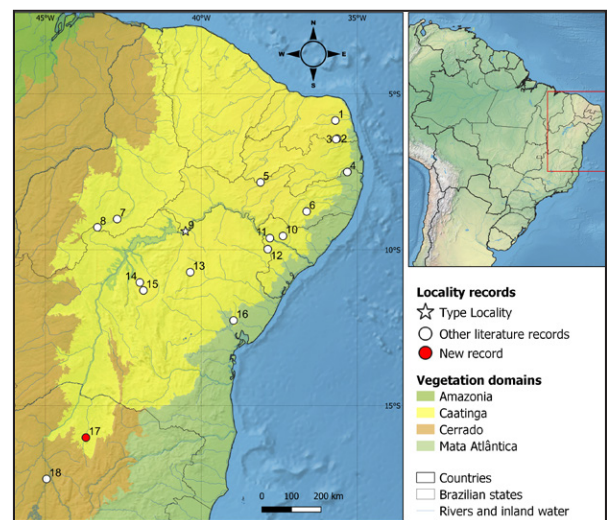 45°W
40°W
35°W
N
W
E
S
5°S
1
3
2
4
5
6
7
8
9
10
11
10°S
12
13
14
15
16
15°S
17
18
0 100 200 km
Locality records
Type Locality
Other literature records
New record
Vegetation domains
Amazonia
Caatinga
Cerrado
Mata Atlântica
Countries
Brazilian states
Rivers and inland water